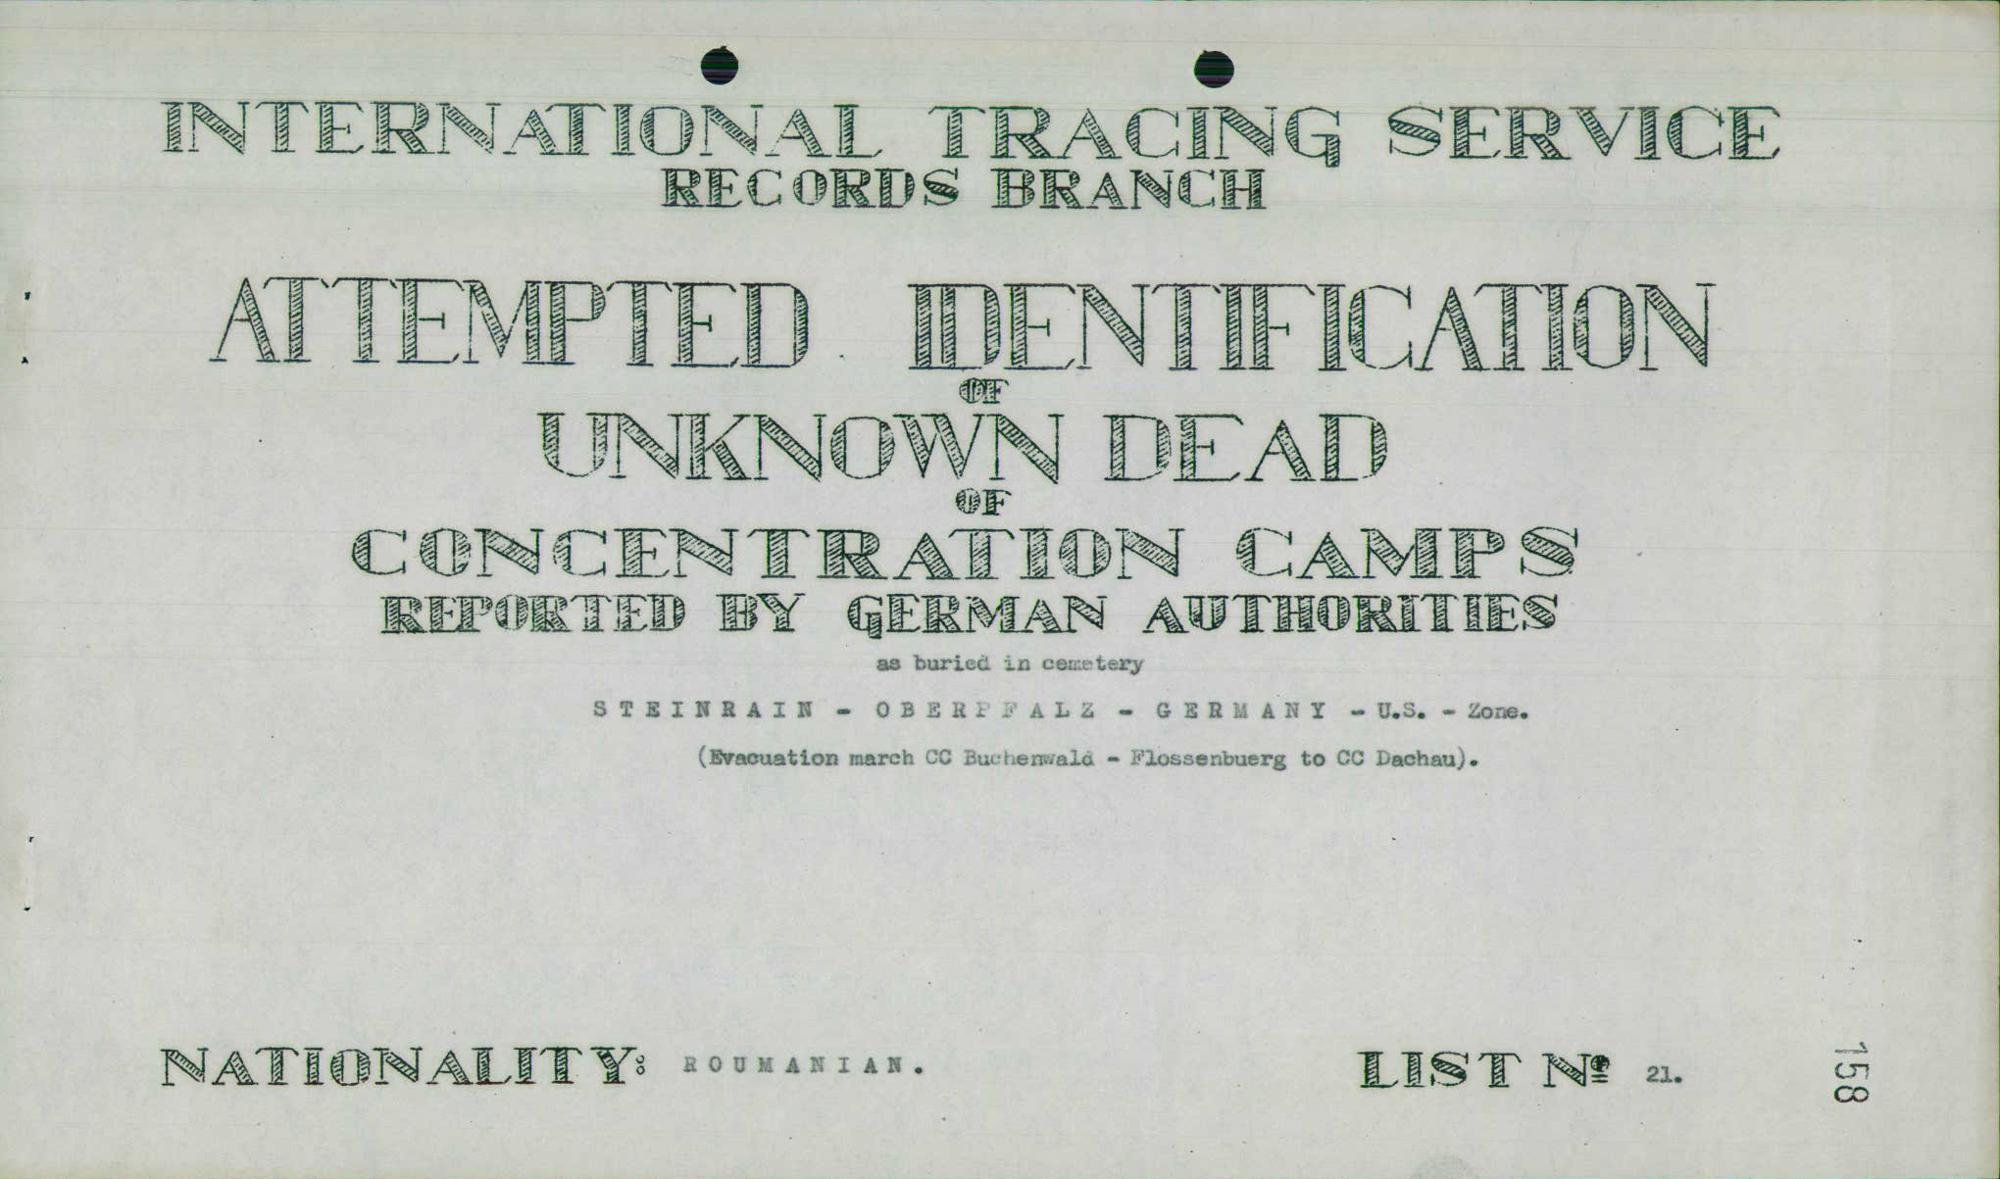 INTERNATIONAL TRACING SERVICE
RECORDS BRANCH
ATTEMPTED IDENTIFICATION
OF
UNKNOWN DEAD
OF
CONCENTRATION CAMPS
REPORTED BY GERMAN AUTHORITIES
as buried in cemetery
STEINRAIN - OBERPFALZ - GERMANY - U.S. - Zone.
(Evacuation march CC Buchenwald - Flossenbuerg to CC Dachau).
NATIONALITY: ROUMANIAN.
LIST Nº 21.
158